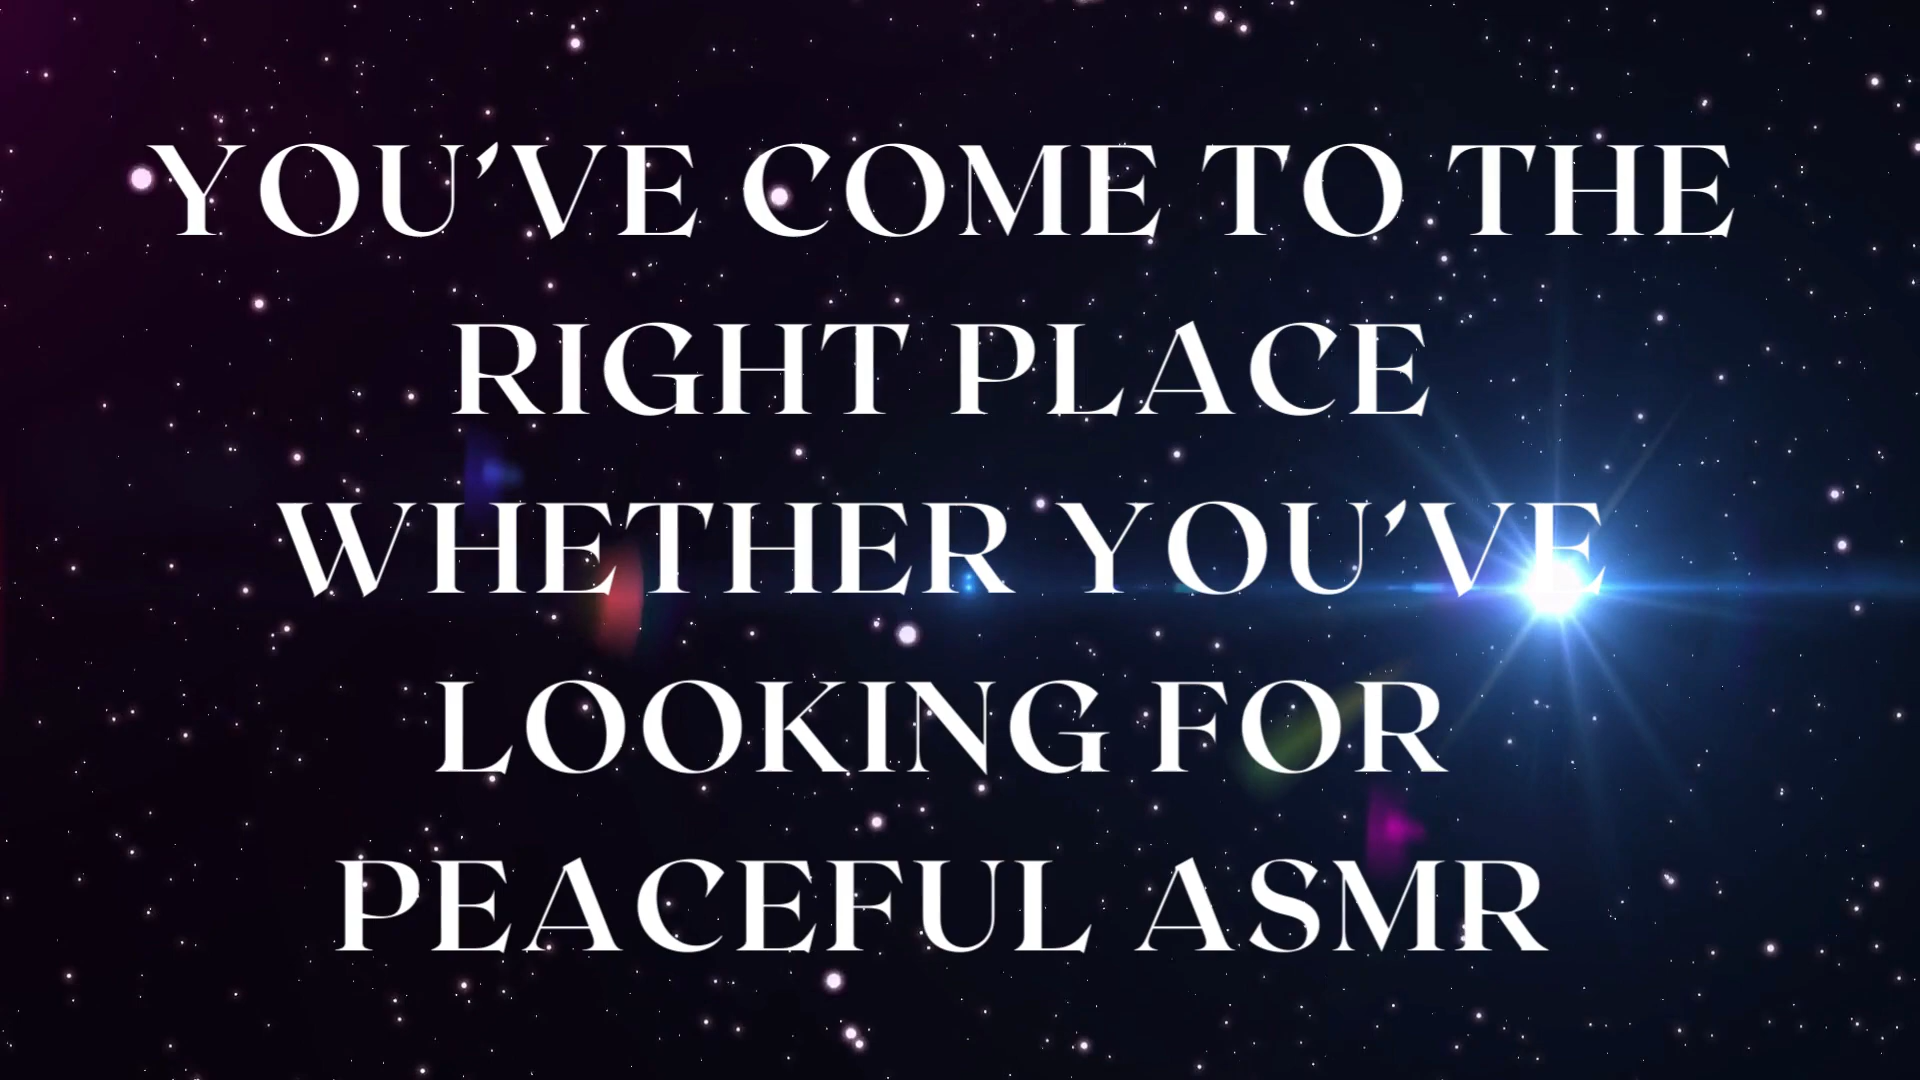 YOU'VE COME TO THE
RIGHT PLACE
WHETHER YOU'VE
LOOKING FOR
PEACEFUL ASMR